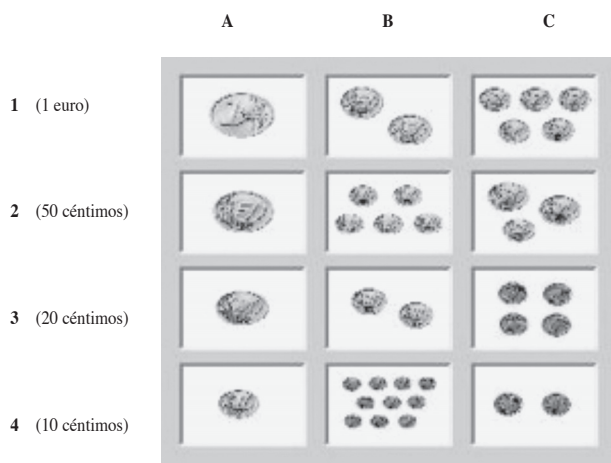 A B C
1 (1 euro)
2 (50 céntimos)
3 (20 céntimos)
4 (10 céntimos)